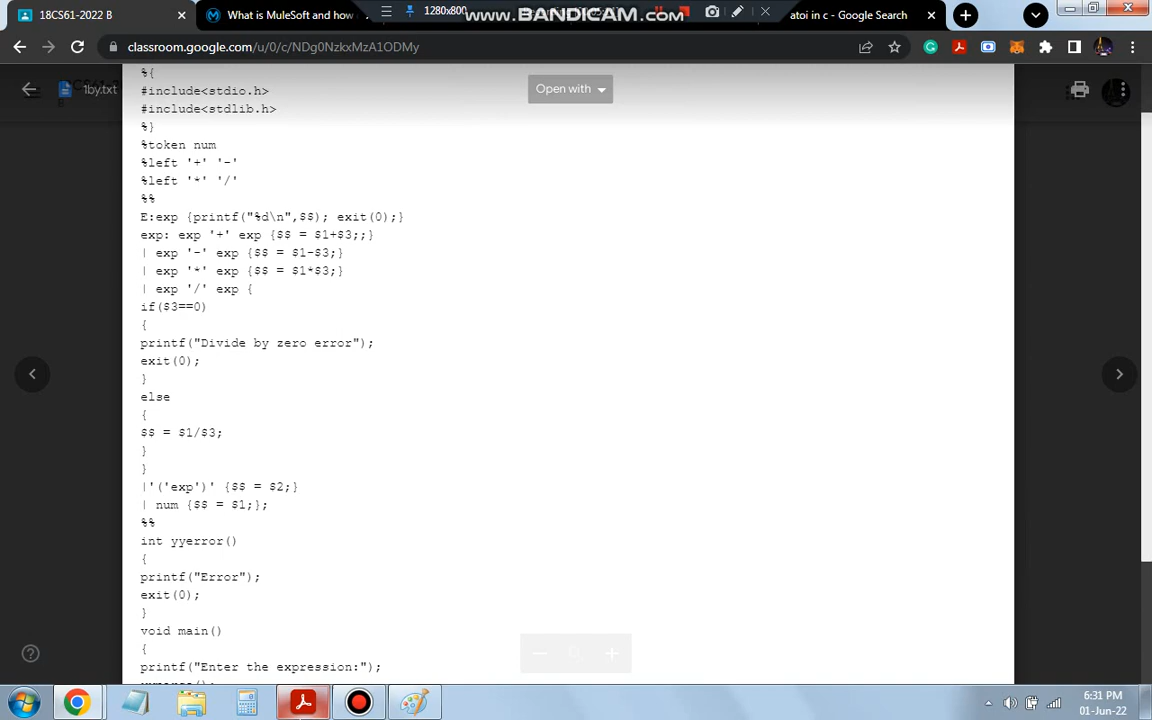 18CS61-2022 B
What is MuleSoft and how
1280x800
www.BANDICAM.com
atoi in c - Google Search
classroom.google.com/u/0/c/NDg0NzkxMzA1ODMy
1by.txt
Open with
%{
#include<stdio.h>
#include<stdlib.h>
%}
%token num
%left '+' '-'
%left '*' '/'
%%
E:exp {printf("%d\n",$$); exit(0);}
exp: exp '+' exp {$$ = $1+$3;;}
| exp '-' exp {$$ = $1-$3;}
| exp '*' exp {$$ = $1*$3;}
| exp '/' exp {
if($3==0)
{
printf("Divide by zero error");
exit(0);
}
else
{
$$ = $1/$3;
}
}
|'('exp')' {$$ = $2;}
| num {$$ = $1;};
%%
int yyerror()
{
printf("Error");
exit(0);
}
void main()
{
printf("Enter the expression:");
yyparse();
6:31 PM
01-Jun-22